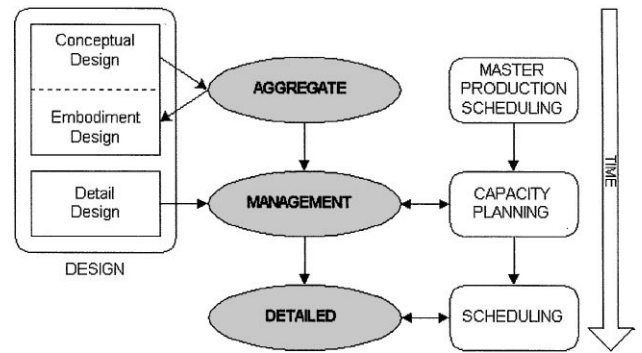 Conceptual
Design
Embodiment
Design
Detail
Design
DESIGN
AGGREGATE
MANAGEMENT
DETAILED
MASTER
PRODUCTION
SCHEDULING
CAPACITY
PLANNING
SCHEDULING
TIME